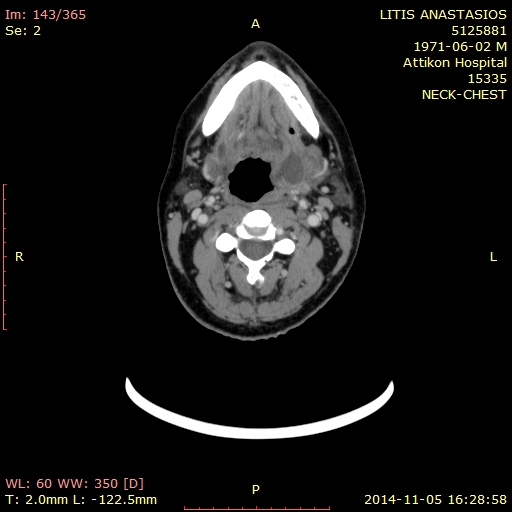 Im: 143/365
Se: 2
A
LITIS ANASTASIOS
5125881
1971-06-02 M
Attikon Hospital
15335
NECK-CHEST
R
L
WL: 60 WW: 350 [D]
T: 2.0mm L: -122.5mm
P
2014-11-05 16:28:58